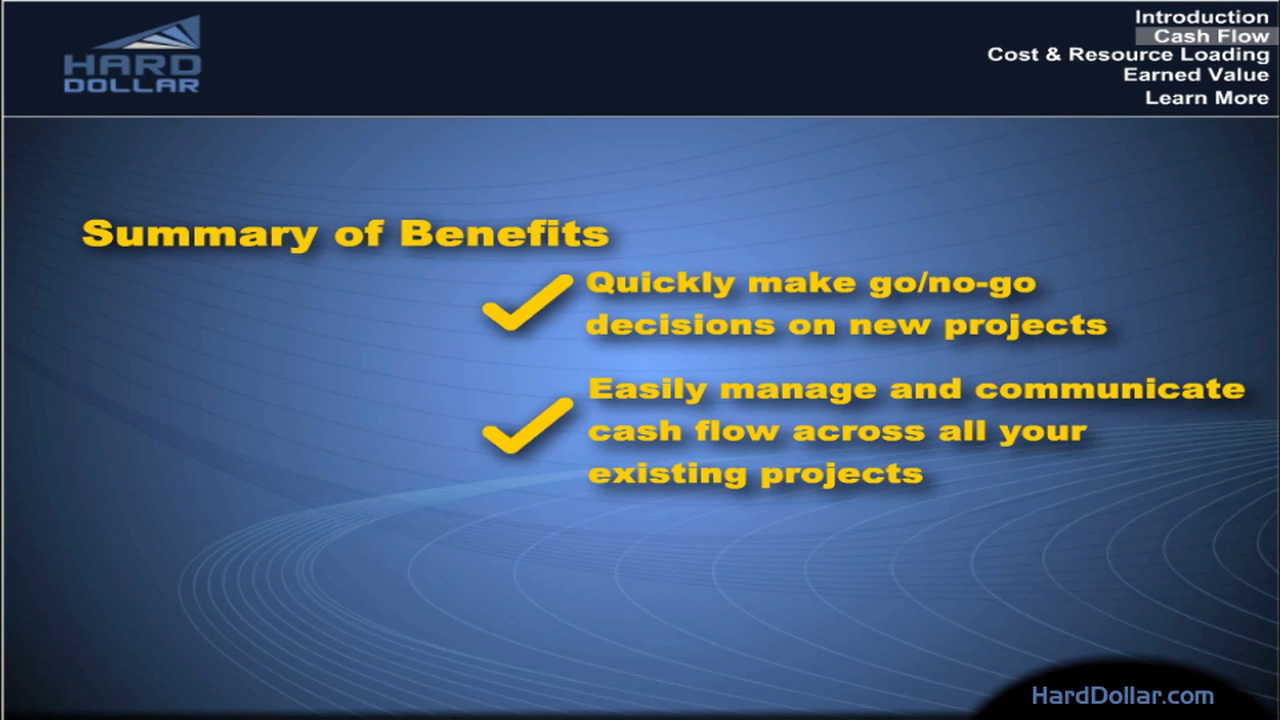 HARD
DOLLAR
Introduction
Cash Flow
Cost & Resource Loading
Earned Value
Learn More
Summary of Benefits
Quickly make go/no-go
decisions on new projects
Easily manage and communicate
cash flow across all your
existing projects
HardDollar.com